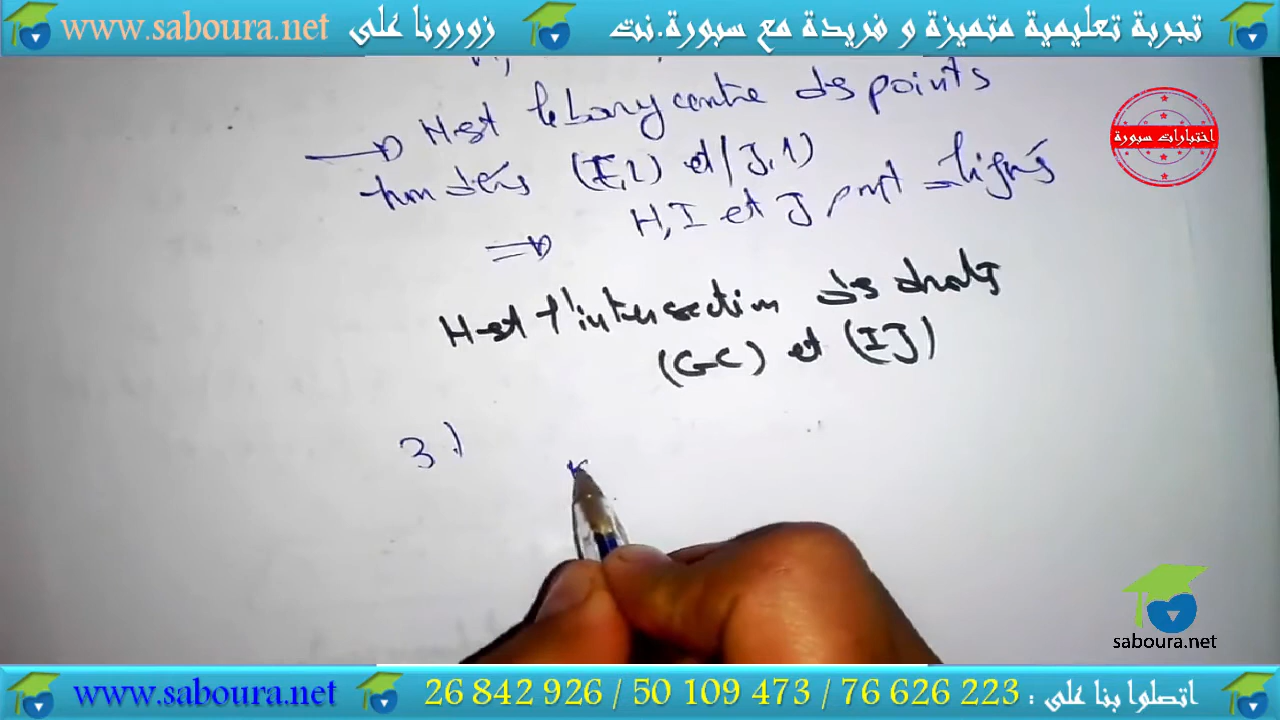 www.saboura.net زورونا على تجربة تعليمية متميزة و فريدة مع سبورة.نت
اختبارات سبورة
→ H est le barycentre des points
(I,2) et (J,1)
⇒ H, I et J sont alignés
H est l'intersection des droites
(GC) et (IJ)
3)
saboura.net
www.saboura.net 26 842 926 / 50 109 473 / 76 626 223 : اتصلوا بنا على